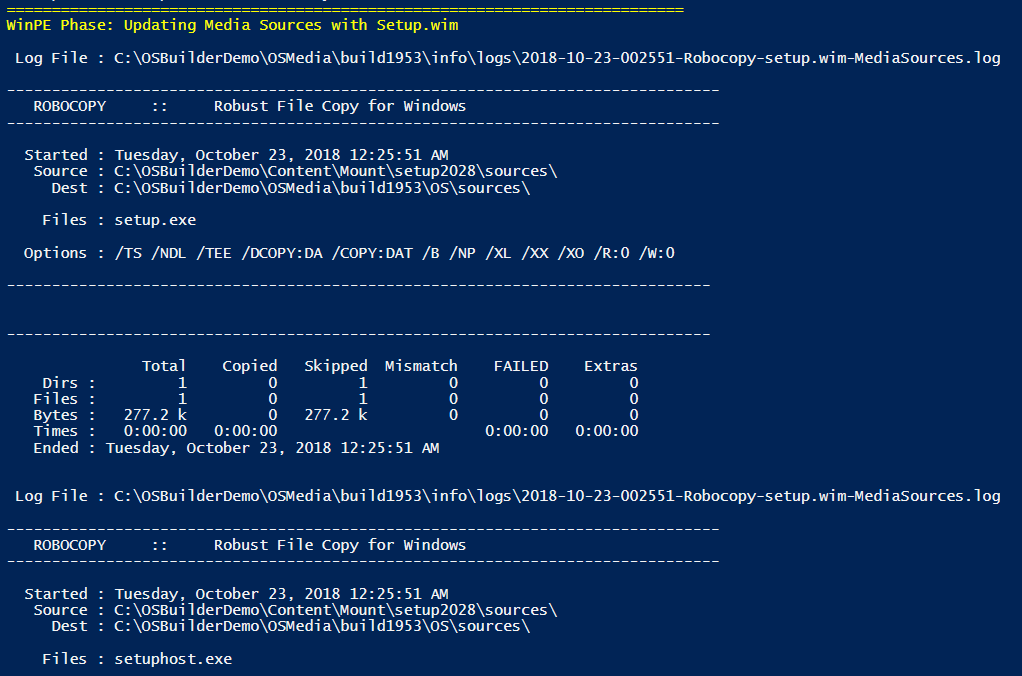 ===========================================================================
WinPE Phase: Updating Media Sources with Setup.wim
Log File : C:\OSBuilderDemo\OSMedia\build1953\info\logs\2018-10-23-002551-Robocopy-setup.wim-MediaSources.log
-------------------------------------------------------------------------------
ROBOCOPY     ::     Robust File Copy for Windows
-------------------------------------------------------------------------------
Started : Tuesday, October 23, 2018 12:25:51 AM
Source : C:\OSBuilderDemo\Content\Mount\setup2028\sources\
Dest : C:\OSBuilderDemo\OSMedia\build1953\OS\sources\
Files : setup.exe
Options : /TS /NDL /TEE /DCOPY:DA /COPY:DAT /B /NP /XL /XX /XO /R:0 /W:0
------------------------------------------------------------------------------
------------------------------------------------------------------------------
Total    Copied   Skipped  Mismatch    FAILED    Extras
Dirs :         1         0         1         0         0         0
Files :         1         0         1         0         0         0
Bytes :   277.2 k         0   277.2 k         0         0         0
Times :   0:00:00   0:00:00                       0:00:00   0:00:00
Ended : Tuesday, October 23, 2018 12:25:51 AM
Log File : C:\OSBuilderDemo\OSMedia\build1953\info\logs\2018-10-23-002551-Robocopy-setup.wim-MediaSources.log
-------------------------------------------------------------------------------
ROBOCOPY     ::     Robust File Copy for Windows
-------------------------------------------------------------------------------
Started : Tuesday, October 23, 2018 12:25:51 AM
Source : C:\OSBuilderDemo\Content\Mount\setup2028\sources\
Dest : C:\OSBuilderDemo\OSMedia\build1953\OS\sources\
Files : setuphost.exe